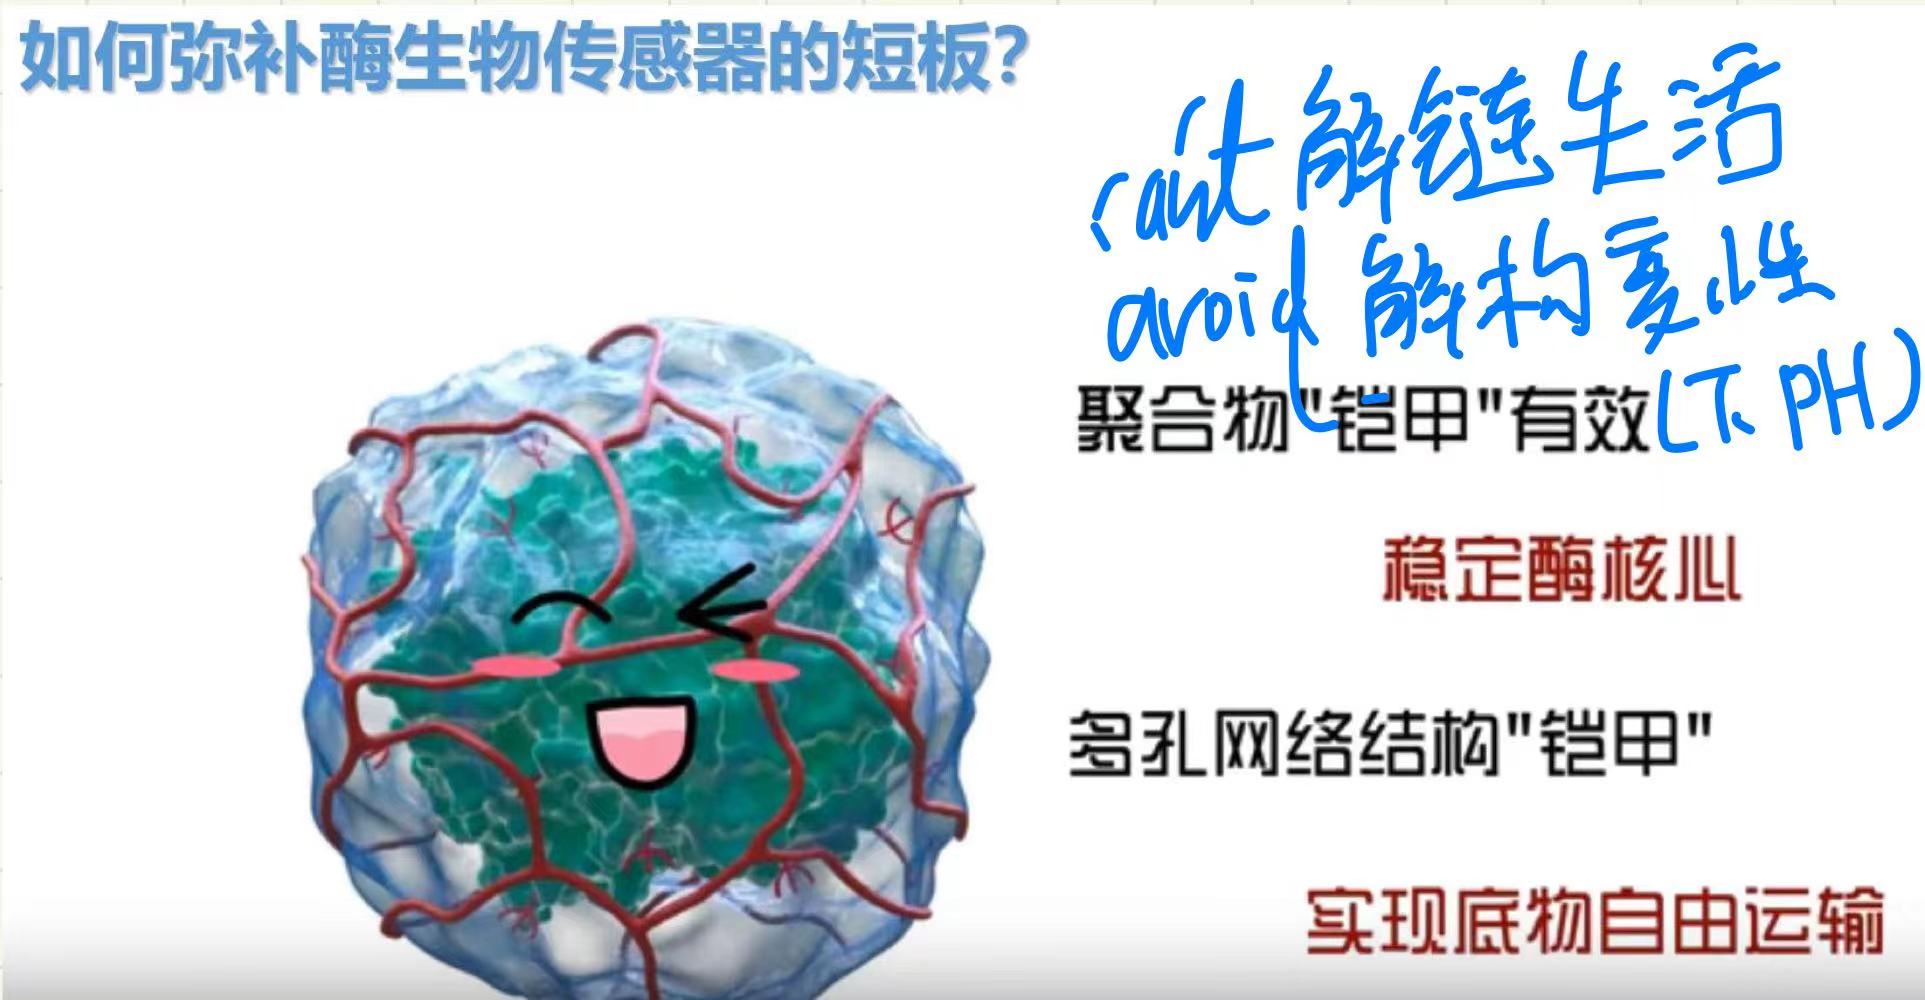 如何弥补酶生物传感器的短板?
解链失活
avoid 解构变性
(下 PH)
聚合物"铠甲"有效
稳定酶核心
多孔网络结构"铠甲"
实现底物自由运输